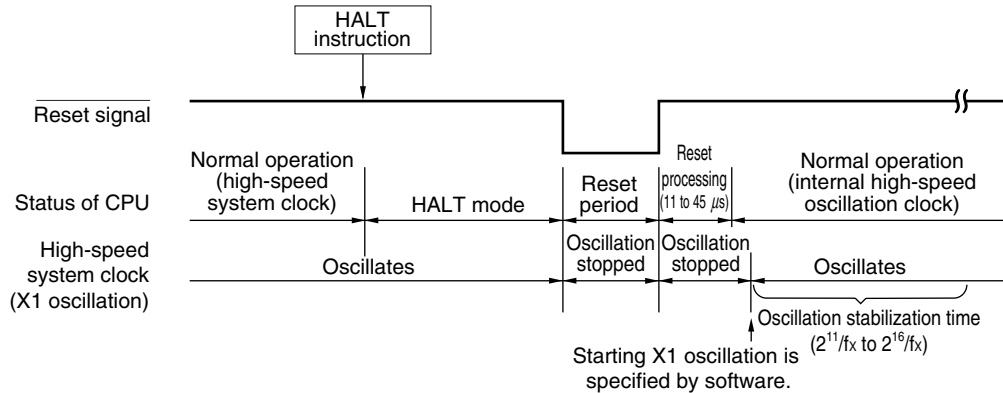 HALT
instruction
Reset signal
Normal operation
(high-speed
system clock)
Reset
processing
(11 to 45 μs)
Normal operation
(internal high-speed
oscillation clock)
Status of CPU
HALT mode
Reset
period
High-speed
system clock
(X1 oscillation)
Oscillates
Oscillation
stopped
Oscillation
stopped
Oscillates
Oscillation stabilization time
(2¹¹/fx to 2¹⁶/fx)
Starting X1 oscillation is
specified by software.